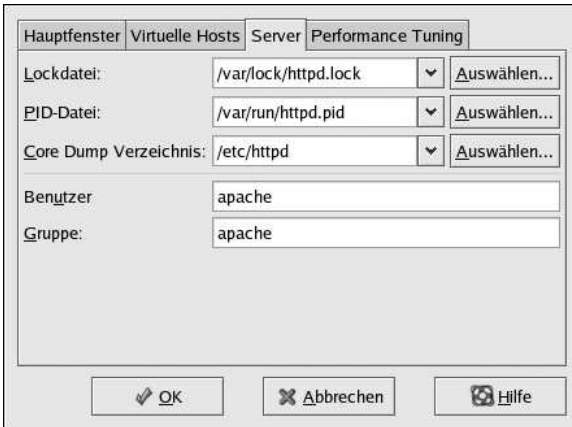 Hauptfenster Virtuelle Hosts Server Performance Tuning
Lockdatei: /var/lock/httpd.lock Auswählen...
PID-Datei: /var/run/httpd.pid Auswählen...
Core Dump Verzeichnis: /etc/httpd Auswählen...
Benutzer apache
Gruppe: apache
OK Abbrechen Hilfe